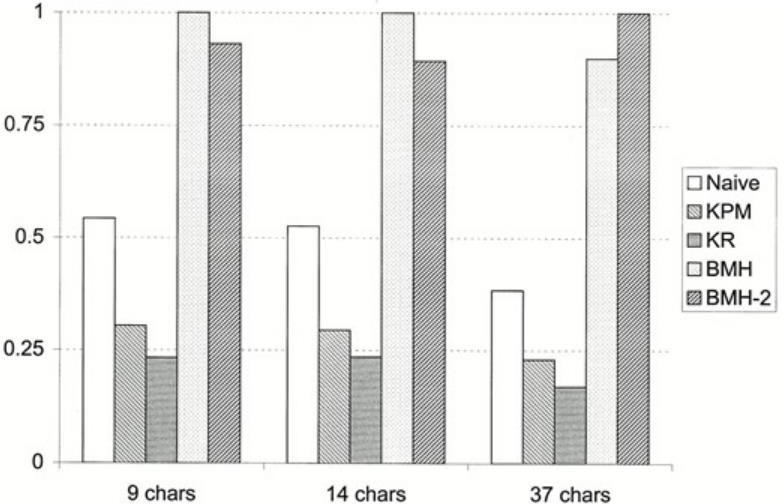 1
0.75
0.5
0.25
0
9 chars
14 chars
37 chars
Naive
KPM
KR
BMH
BMH-2